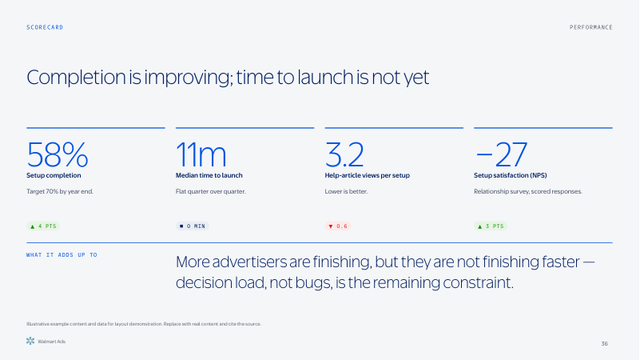 SCORECARD
PERFORMANCE
Completion is improving; time to launch is not yet
58%
Setup completion
Target 70% by year end.
▲ 4 PTS
11m
Median time to launch
Flat quarter over quarter.
■ 0 MIN
3.2
Help-article views per setup
Lower is better.
▼ 0.6
−27
Setup satisfaction (NPS)
Relationship survey, scored responses.
▲ 5 PTS
WHAT IT ADDS UP TO
More advertisers are finishing, but they are not finishing faster —
decision load, not bugs, is the remaining constraint.
Illustrative example content and data for layout demonstration. Replace with real content and cite the source.
Walmart Ads
36